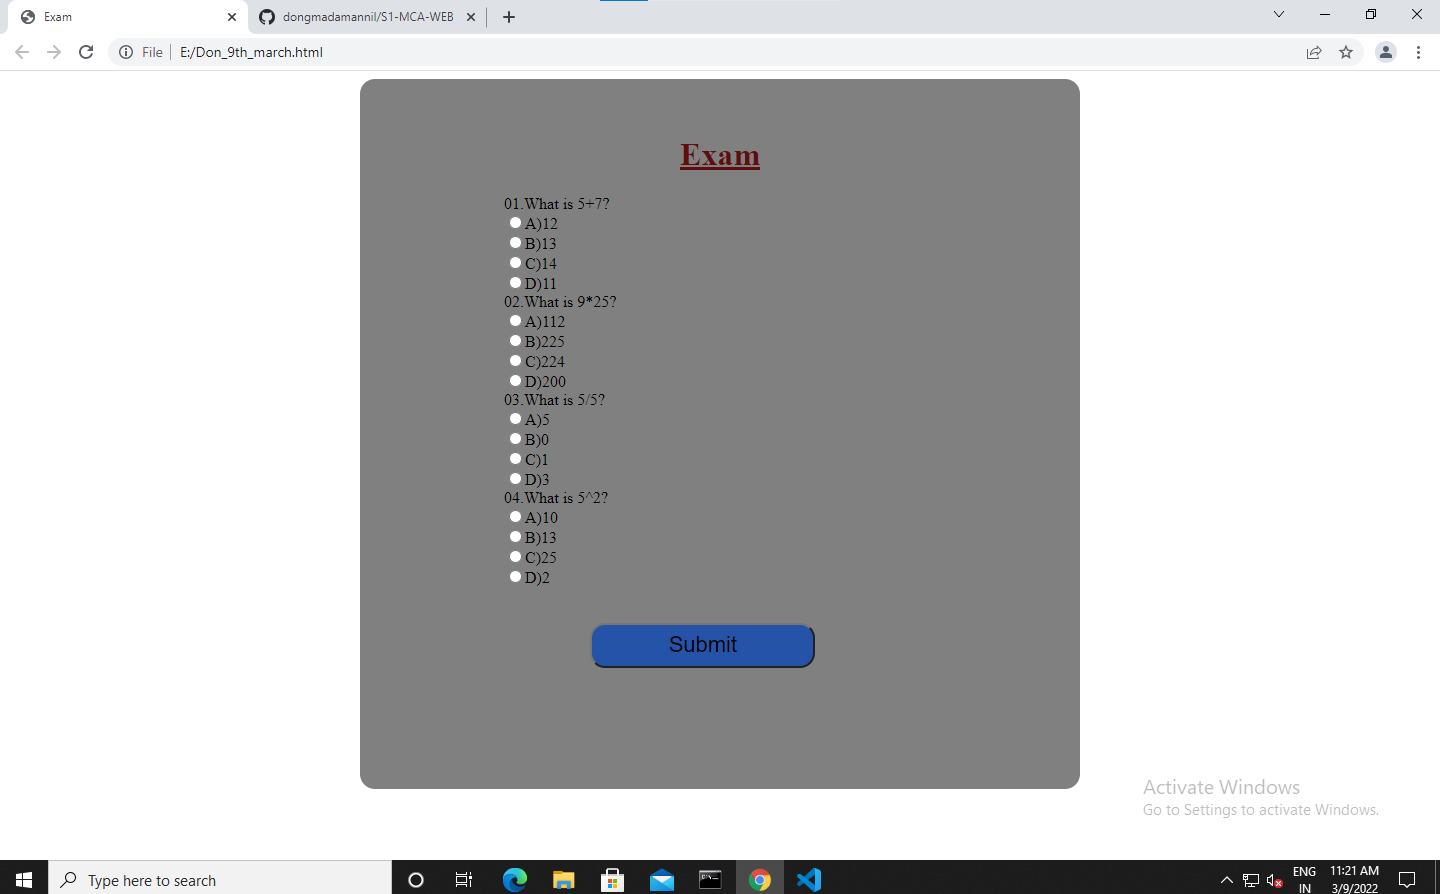 Exam
dongmadamannil/S1-MCA-WEB
File
E:/Don_9th_march.html
Exam
01.What is 5+7?
A)12
B)13
C)14
D)11
02.What is 9*25?
A)112
B)225
C)224
D)200
03.What is 5/5?
A)5
B)0
C)1
D)3
04.What is 5^2?
A)10
B)13
C)25
D)2
Submit
Activate Windows
Go to Settings to activate Windows.
Type here to search
ENG
IN
11:21 AM
3/9/2022